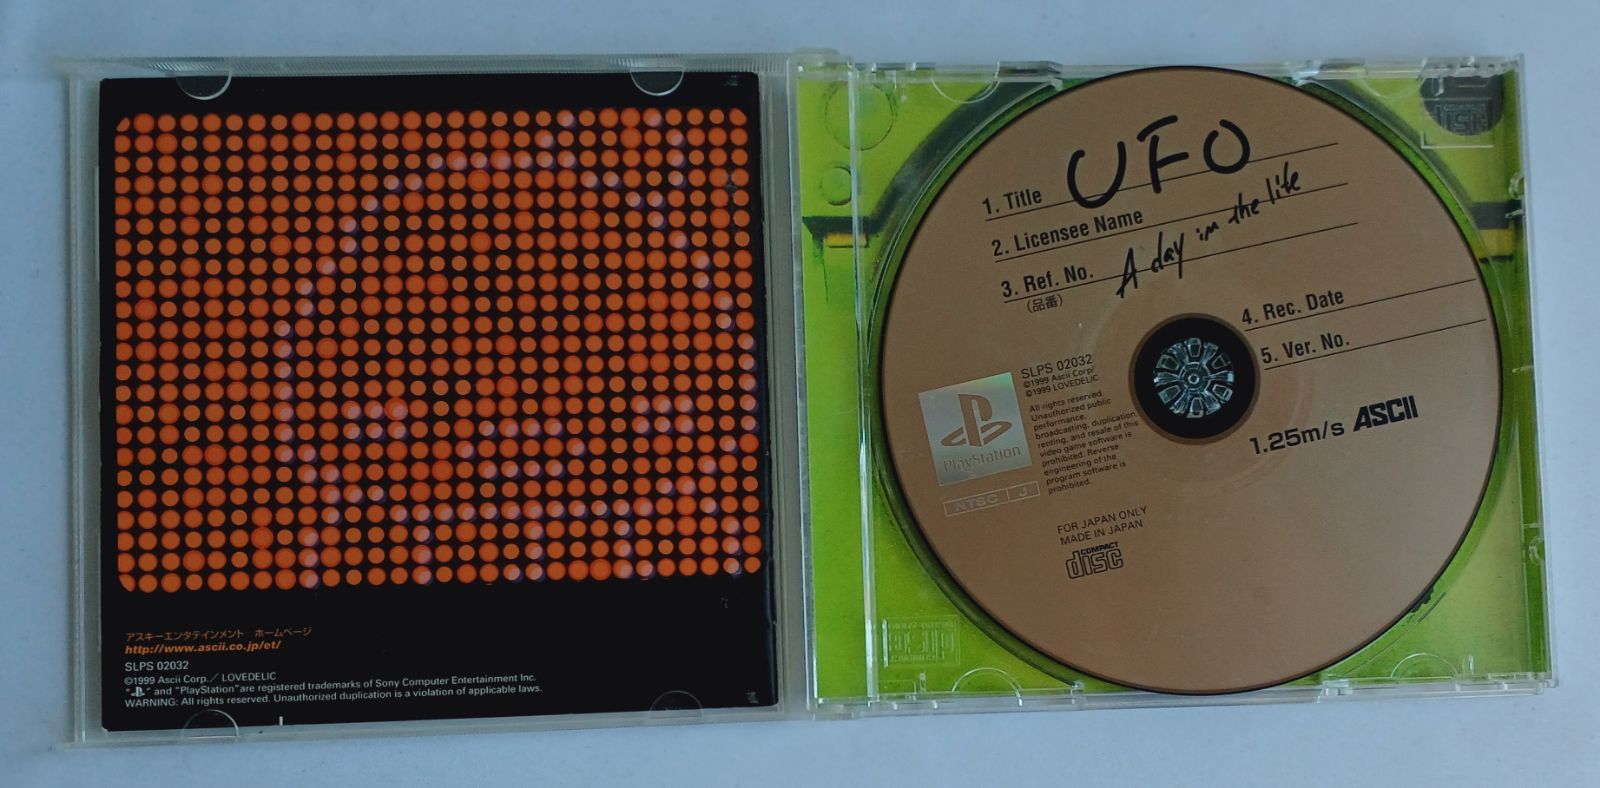 アスキーエンタテインメント ホームページ
http://www.ascii.co.jp/et/
SLPS 02032
©1999 Ascii Corp.／LOVEDELIC
" " and "PlayStation" are registered trademarks of Sony Computer Entertainment Inc.
WARNING: All rights reserved. Unauthorized duplication is a violation of applicable laws.
1. Title UFO
2. Licensee Name
3. Ref. No. A day in the life
(品番)
4. Rec. Date
5. Ver. No.
SLPS 02032
©1999 Ascii Corp/
©1999 LOVEDELIC
All rights reserved.
Unauthorized public
performance,
broadcasting, duplication,
renting, and resale of this
video game software is
prohibited. Reverse
engineering of the
program software is
prohibited.
PlayStation
NTSC J
1.25m/s ASCII
FOR JAPAN ONLY
MADE IN JAPAN
COMPACT
disc